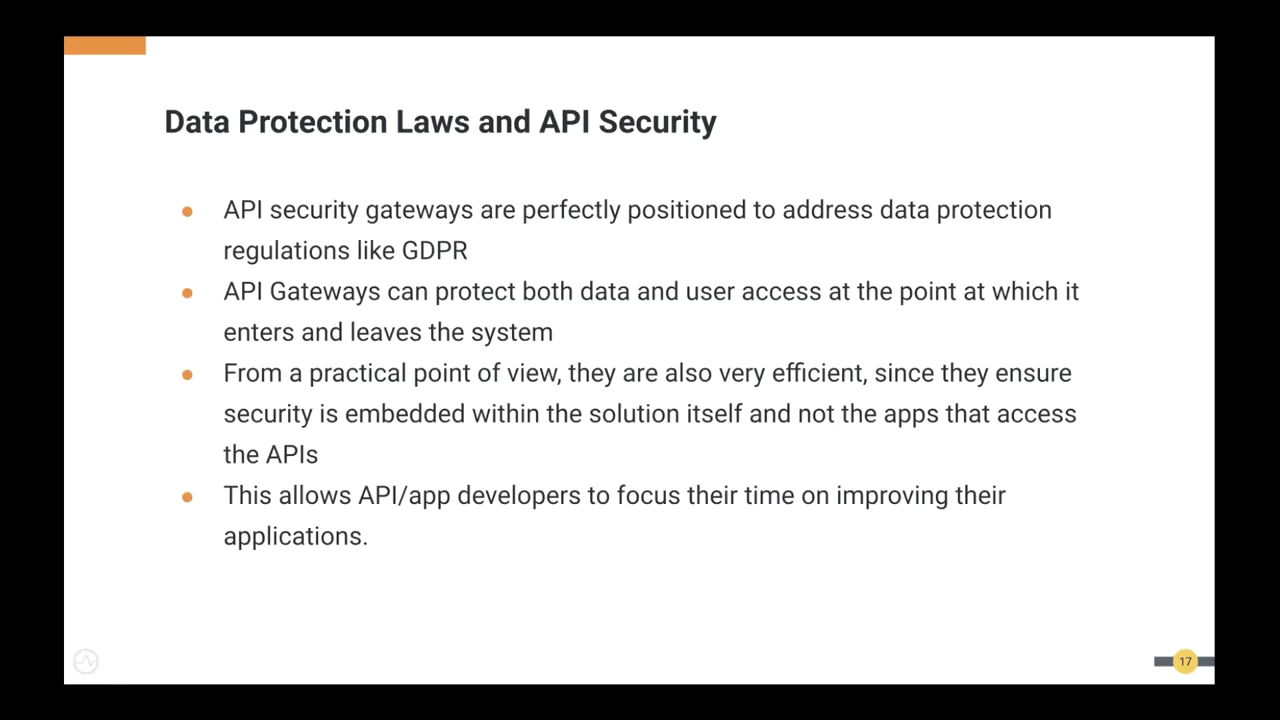 Data Protection Laws and API Security
● API security gateways are perfectly positioned to address data protection
regulations like GDPR
● API Gateways can protect both data and user access at the point at which it
enters and leaves the system
● From a practical point of view, they are also very efficient, since they ensure
security is embedded within the solution itself and not the apps that access
the APIs
● This allows API/app developers to focus their time on improving their
applications.
17